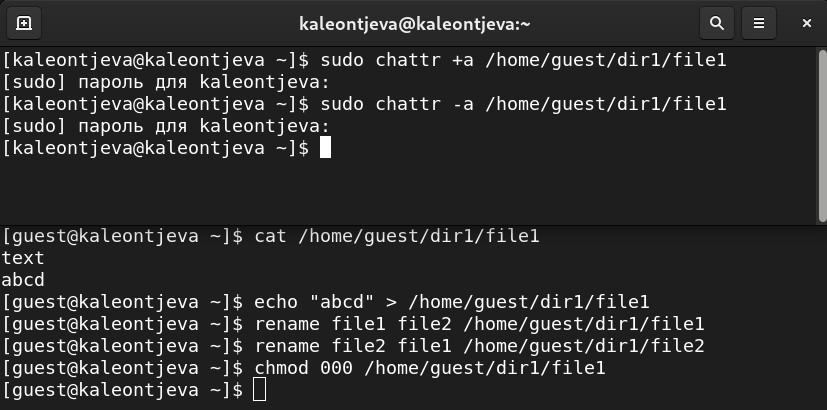 kaleontjeva@kaleontjeva:~
[kaleontjeva@kaleontjeva ~]$ sudo chattr +a /home/guest/dir1/file1
[sudo] пароль для kaleontjeva:
[kaleontjeva@kaleontjeva ~]$ sudo chattr -a /home/guest/dir1/file1
[sudo] пароль для kaleontjeva:
[kaleontjeva@kaleontjeva ~]$
[guest@kaleontjeva ~]$ cat /home/guest/dir1/file1
text
abcd
[guest@kaleontjeva ~]$ echo "abcd" > /home/guest/dir1/file1
[guest@kaleontjeva ~]$ rename file1 file2 /home/guest/dir1/file1
[guest@kaleontjeva ~]$ rename file2 file1 /home/guest/dir1/file2
[guest@kaleontjeva ~]$ chmod 000 /home/guest/dir1/file1
[guest@kaleontjeva ~]$